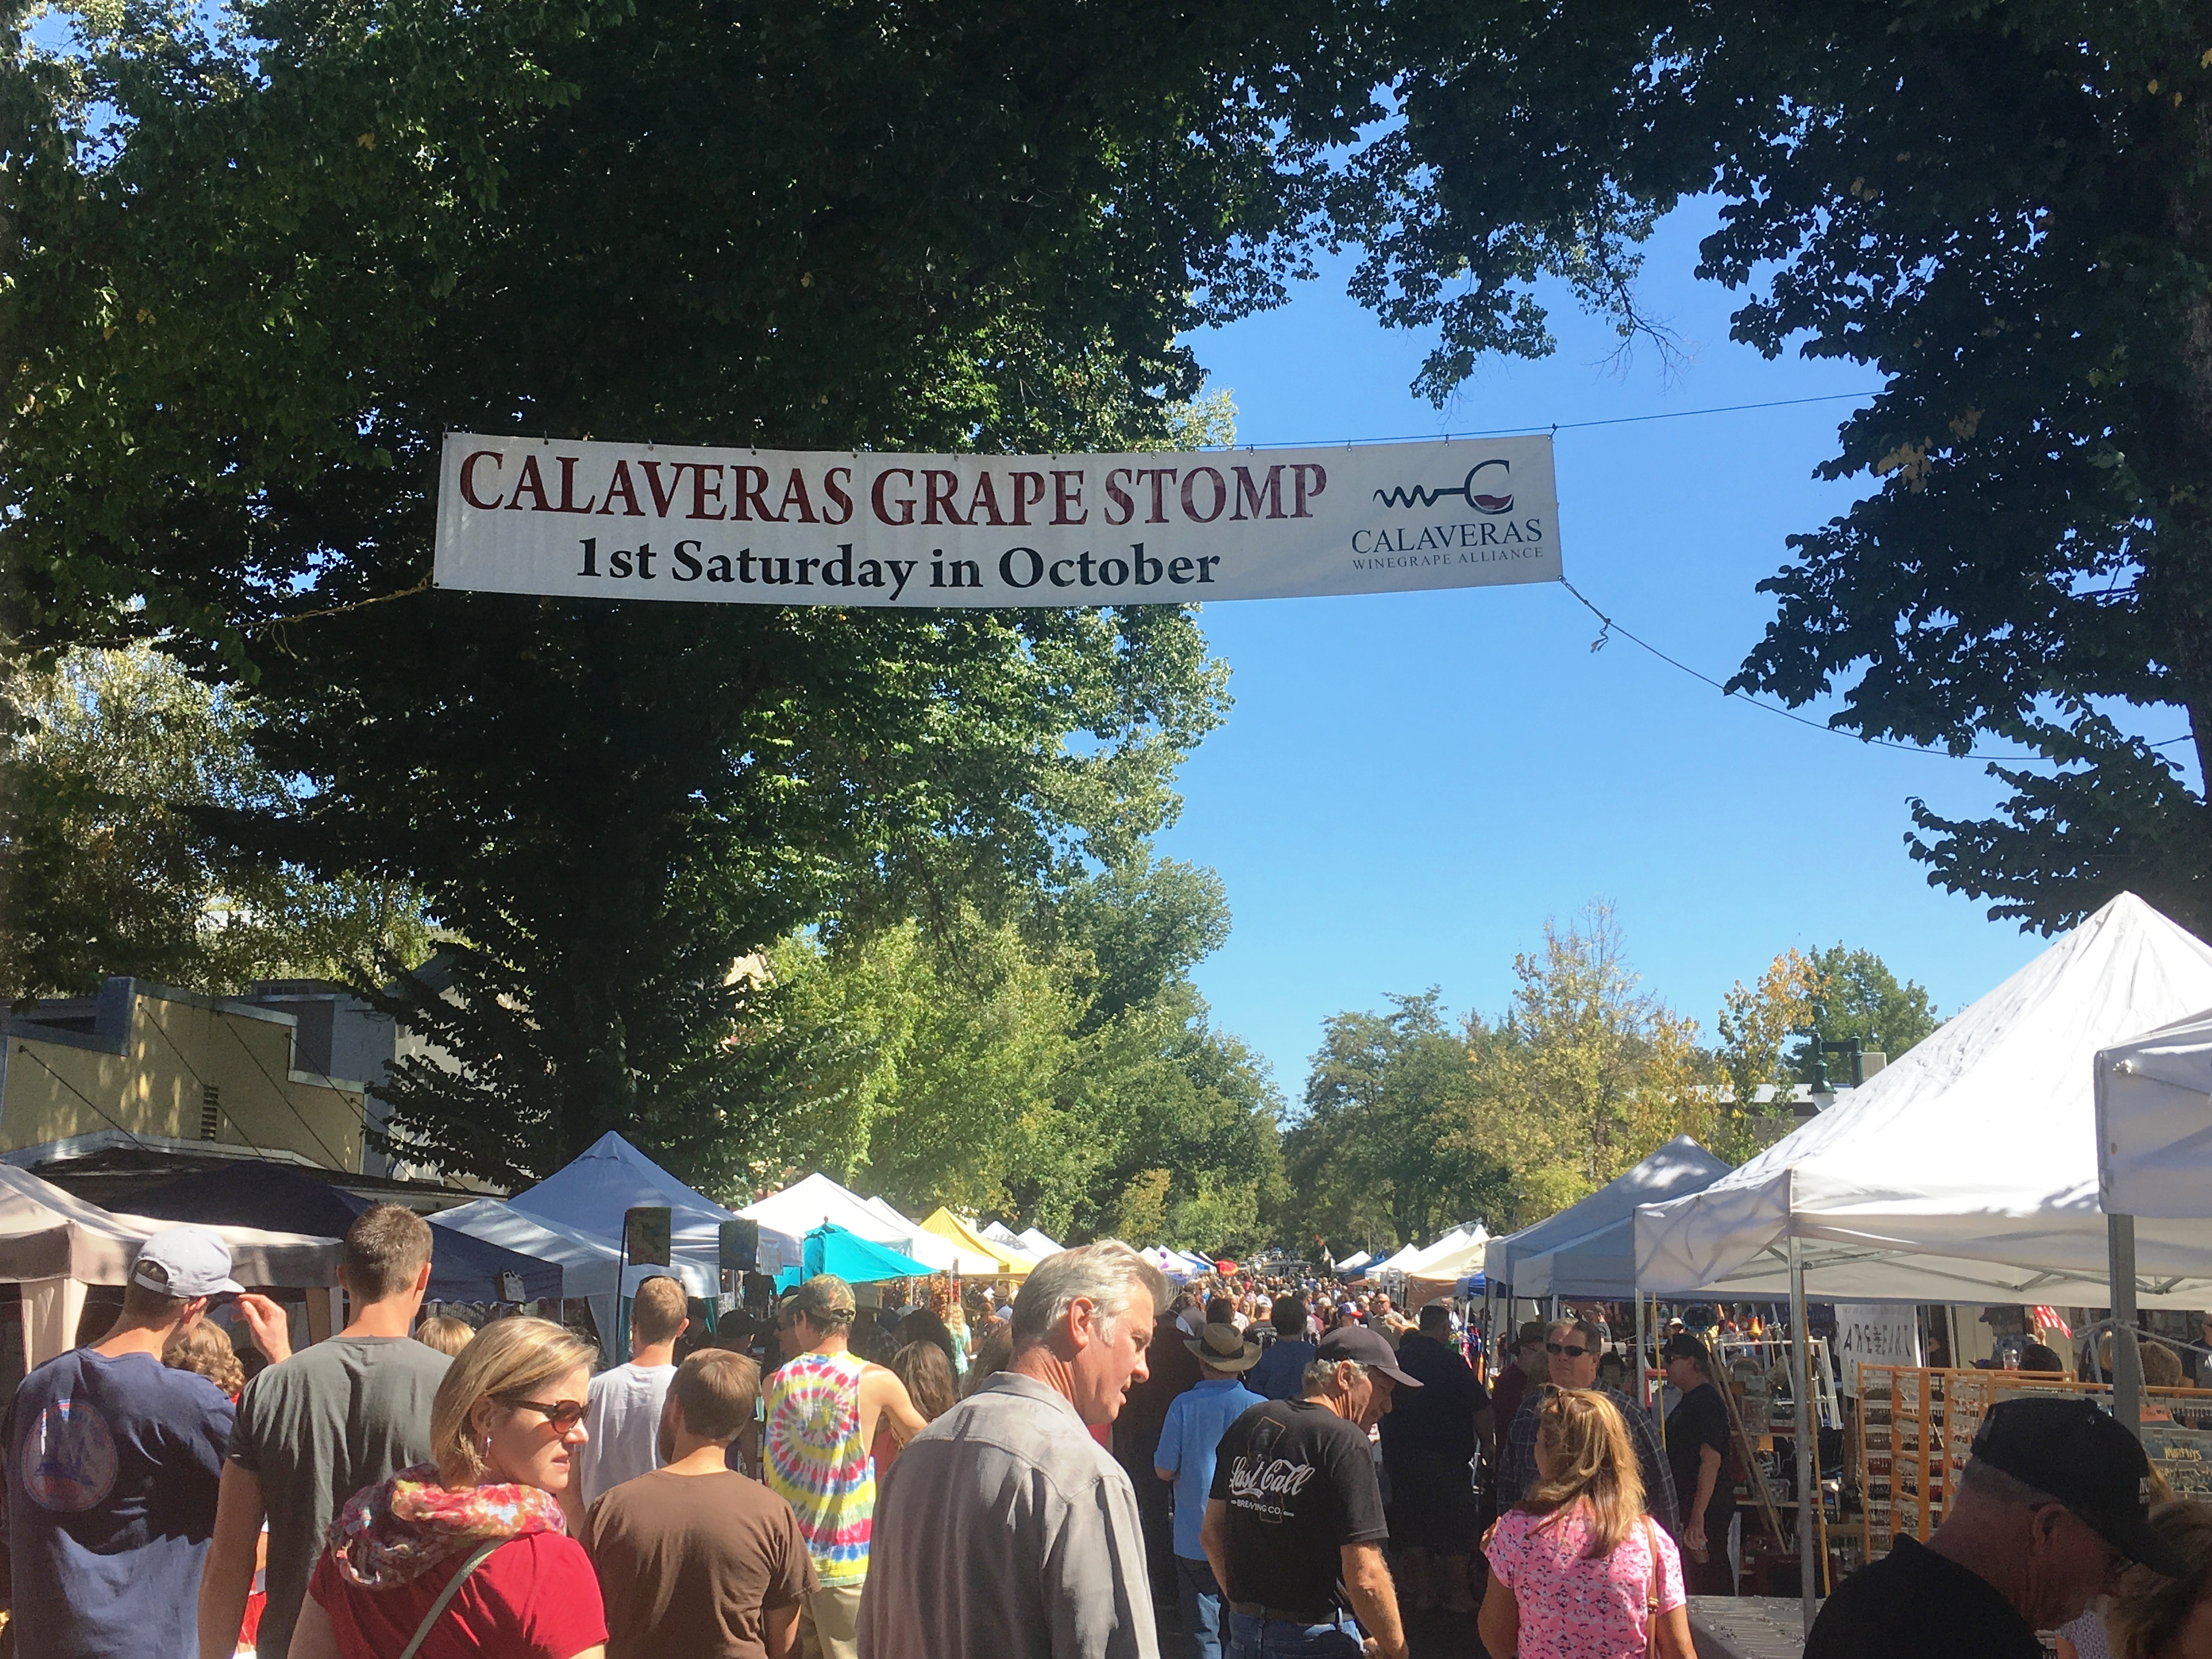 CALAVERAS GRAPE STOMP
1st Saturday in October
CALAVERAS
WINEGRAPE ALLIANCE
Last Call
BREWING CO.